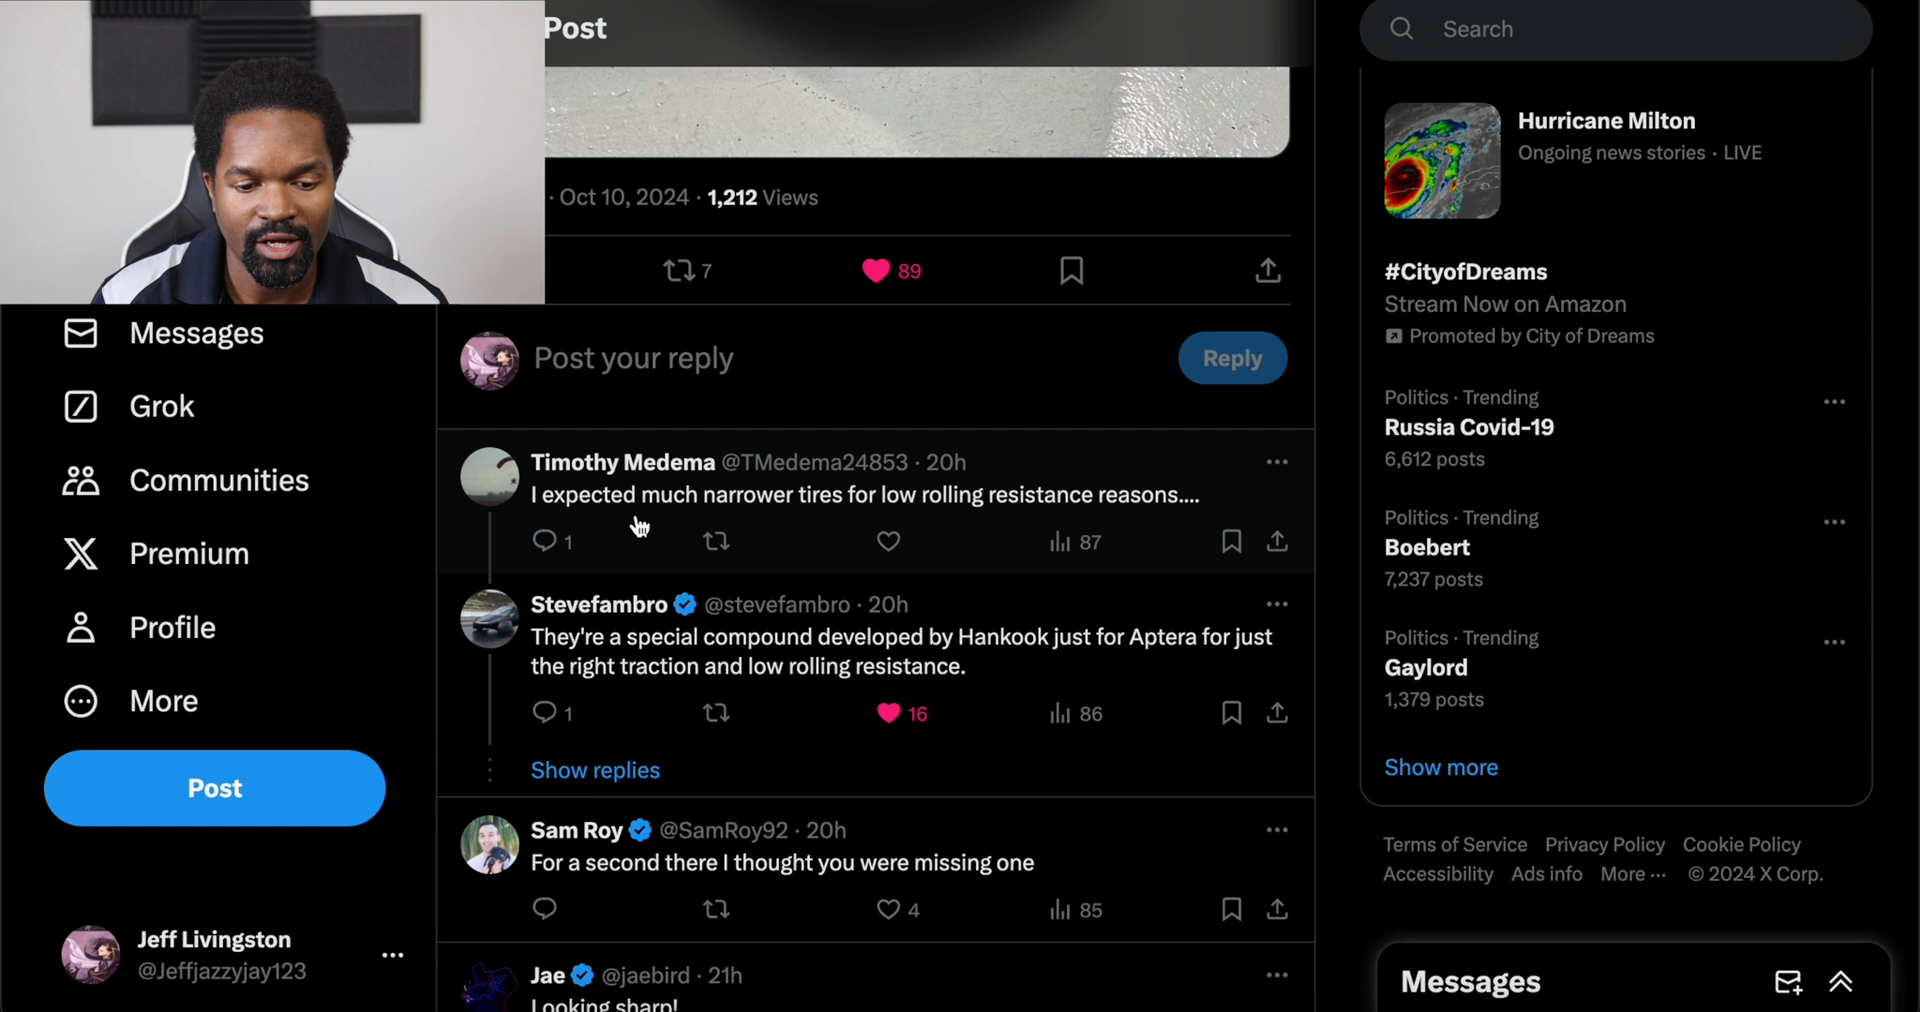 Post
Search
Hurricane Milton
Ongoing news stories · LIVE
· Oct 10, 2024 · 1,212 Views
7
89
#CityofDreams
Stream Now on Amazon
Promoted by City of Dreams
Messages
Grok
Communities
Premium
Profile
More
Post
Jeff Livingston
@Jeffjazzyjay123
Post your reply
Reply
Timothy Medema @TMedema24853 · 20h
I expected much narrower tires for low rolling resistance reasons....
1
87
Stevefambro @stevefambro · 20h
They're a special compound developed by Hankook just for Aptera for just
the right traction and low rolling resistance.
1
16
86
Show replies
Sam Roy @SamRoy92 · 20h
For a second there I thought you were missing one
4
85
Jae @jaebird · 21h
Looking sharp!
Politics · Trending
Russia Covid-19
6,612 posts
Politics · Trending
Boebert
7,237 posts
Politics · Trending
Gaylord
1,379 posts
Show more
Terms of Service Privacy Policy Cookie Policy
Accessibility Ads info More ··· © 2024 X Corp.
Messages